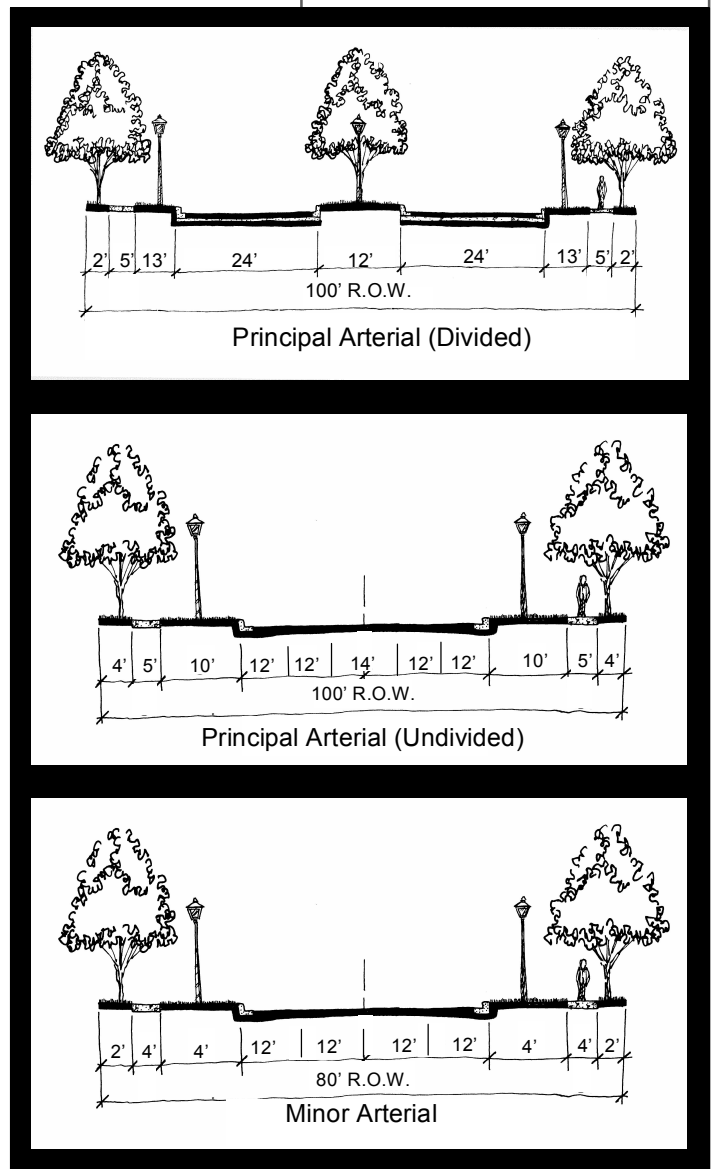 2’ 5’ 13’ 24’ 12’ 24’ 13’ 5’ 2’
100’ R.O.W.
Principal Arterial (Divided)
4’ 5’ 10’ 12’ 12’ 14’ 12’ 12’ 10’ 5’ 4’
100’ R.O.W.
Principal Arterial (Undivided)
2’ 4’ 4’ 12’ 12’ 12’ 12’ 4’ 4’ 2’
80’ R.O.W.
Minor Arterial